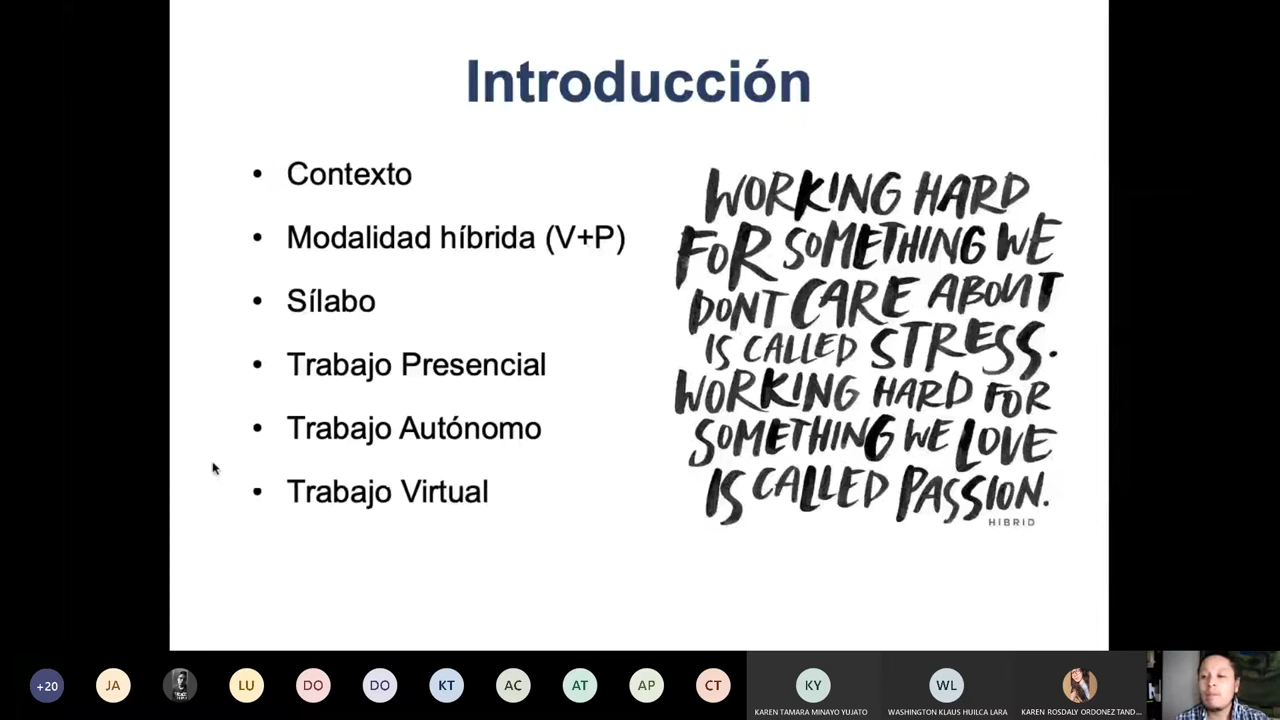 Introducción
• Contexto
• Modalidad híbrida (V+P)
• Sílabo
• Trabajo Presencial
• Trabajo Autónomo
• Trabajo Virtual
WORKING HARD
FOR SOMETHING WE
DONT CARE ABOUT
IS CALLED STRESS.
WORKING HARD FOR
SOMETHING WE LOVE
IS CALLED PASSION.
HIBRID
+20
JA
LU
DO
DO
KT
AC
AT
AP
CT
KY
WL
KAREN TAMARA MINAYO YUJATO
WASHINGTON KLAUS HUILCA LARA
KAREN ROSDALY ORDONEZ TAND...